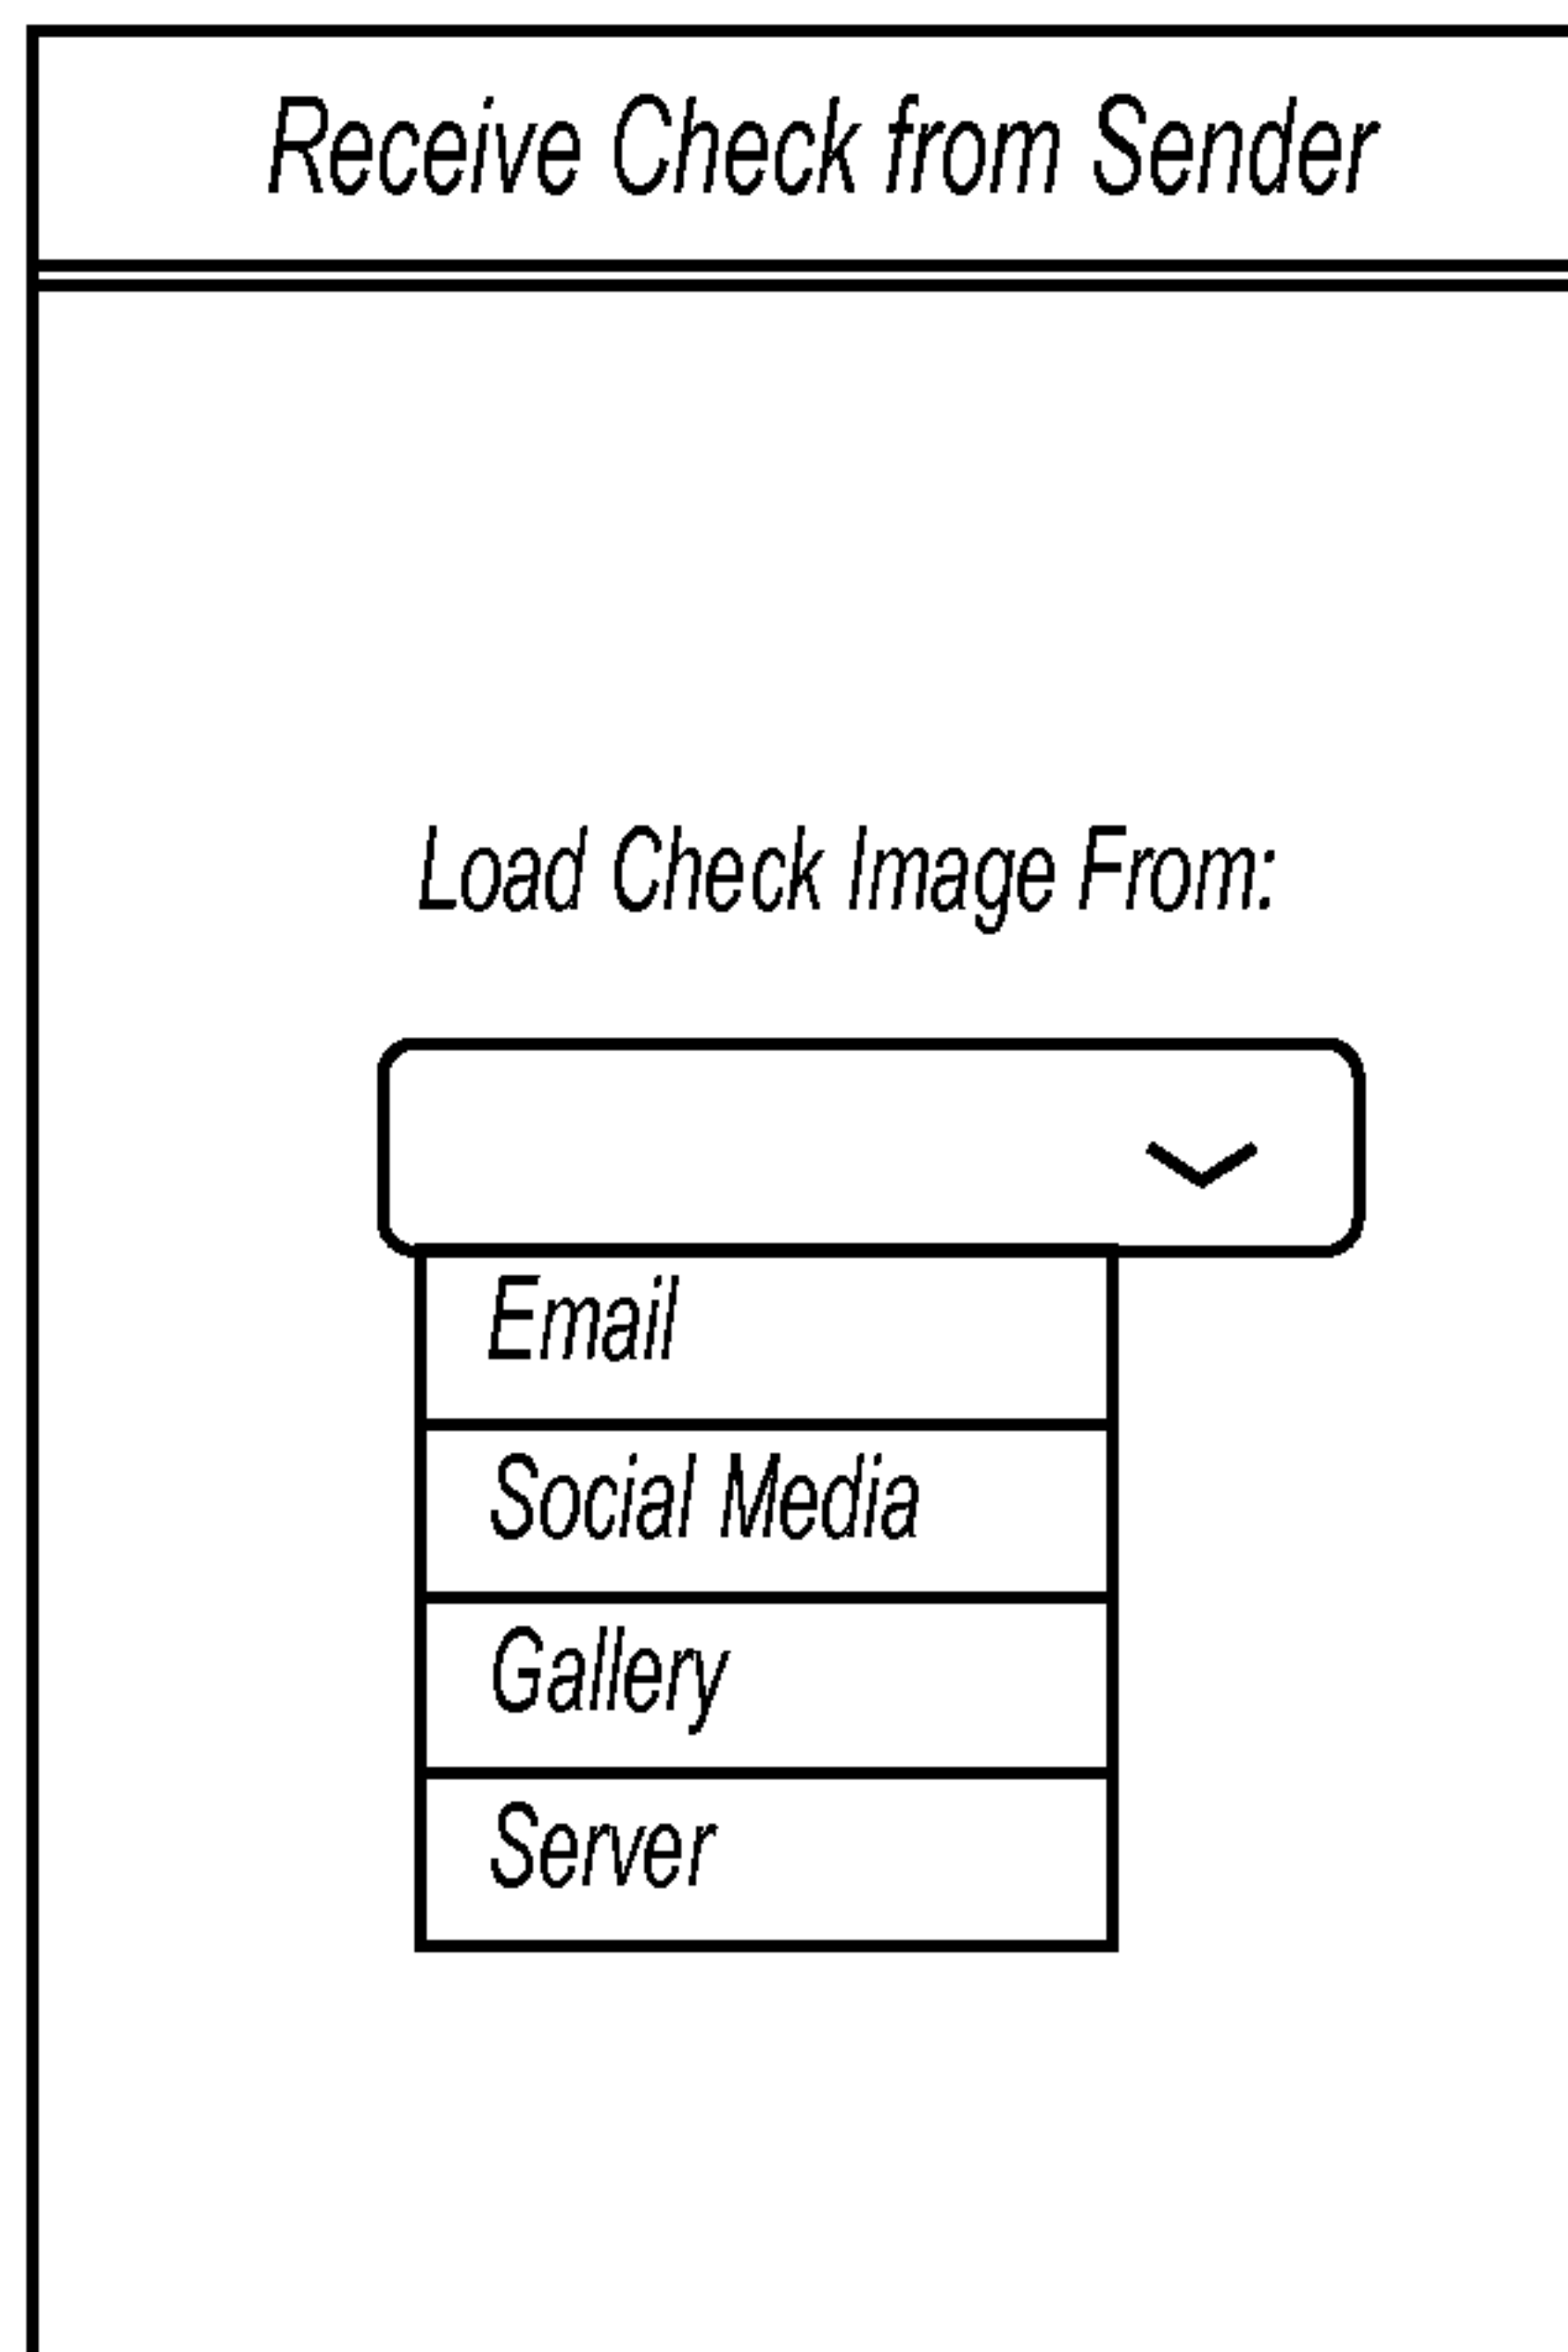 Receive Check from Sender
Load Check Image From:
Email
Social Media
Gallery
Server